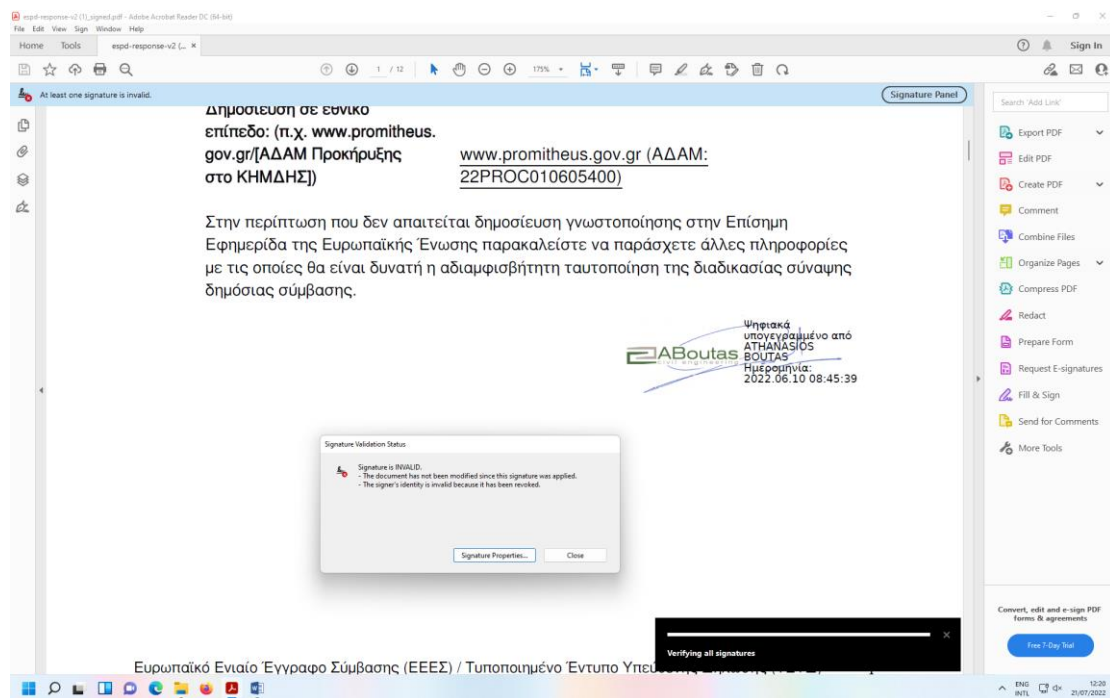 espd-response-v2 (1)_signed.pdf - Adobe Acrobat Reader DC (64-bit)
File Edit View Sign Window Help
Home Tools espd-response-v2 (... × Sign In
1 / 12 175%
At least one signature is invalid. Signature Panel
Δημοσίευση σε εθνικό
επίπεδο: (π.χ. www.promitheus.
gov.gr/[ΑΔΑΜ Προκήρυξης www.promitheus.gov.gr (ΑΔΑΜ:
στο ΚΗΜΔΗΣ]) 22PROC010605400)
Στην περίπτωση που δεν απαιτείται δημοσίευση γνωστοποίησης στην Επίσημη
Εφημερίδα της Ευρωπαϊκής Ένωσης παρακαλείστε να παράσχετε άλλες πληροφορίες
με τις οποίες θα είναι δυνατή η αδιαμφισβήτητη ταυτοποίηση της διαδικασίας σύναψης
δημόσιας σύμβασης.
ABoutas
civil engineering
Ψηφιακά
υπογεγραμμένο από
ATHANASIOS
BOUTAS
Ημερομηνία:
2022.06.10 08:45:39
Signature Validation Status
Signature is INVALID.
- The document has not been modified since this signature was applied.
- The signer's identity is invalid because it has been revoked.
Signature Properties... Close
Verifying all signatures
Ευρωπαϊκό Ενιαίο Έγγραφο Σύμβασης (ΕΕΕΣ) / Τυποποιημένο Έντυπο
Search 'Add Link'
Export PDF
Edit PDF
Create PDF
Comment
Combine Files
Organize Pages
Compress PDF
Redact
Prepare Form
Request E-signatures
Fill & Sign
Send for Comments
More Tools
Convert, edit and e-sign PDF
forms & agreements
Free 7-Day Trial
ENG
INTL
12:20